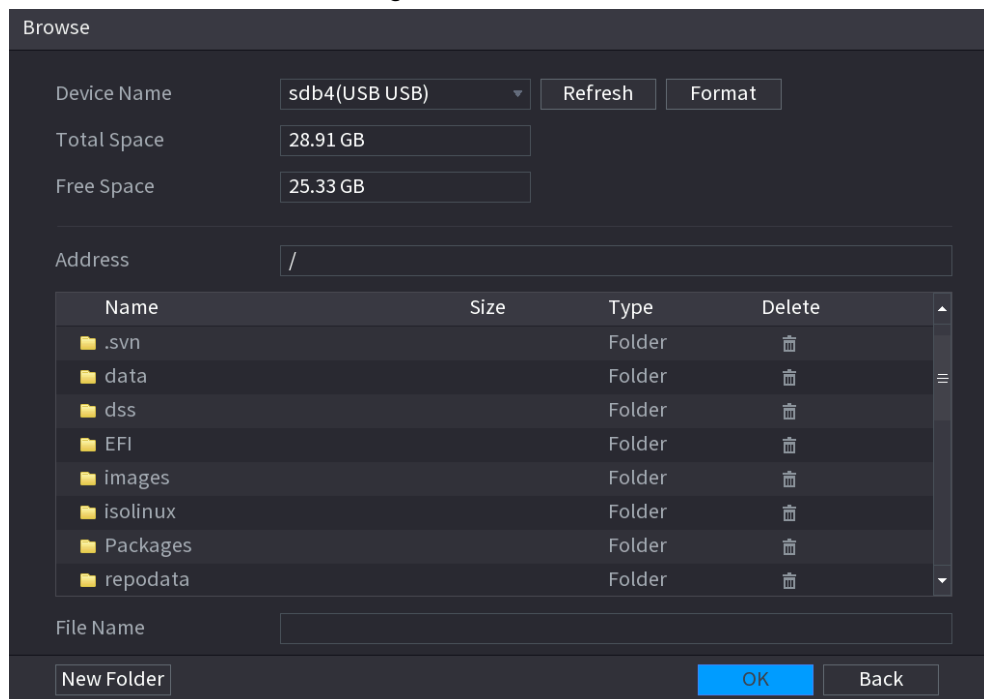 Browse
Device Name sdb4(USB USB) Refresh Format
Total Space 28.91 GB
Free Space 25.33 GB
Address /
Name Size Type Delete
.svn Folder
data Folder
dss Folder
EFI Folder
images Folder
isolinux Folder
Packages Folder
repodata Folder
File Name
New Folder OK Back